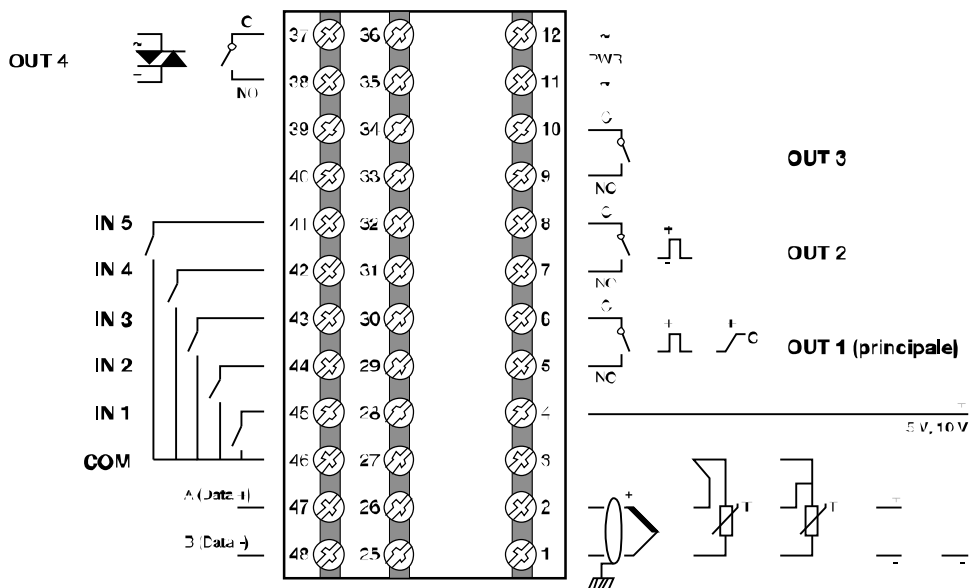 C 37 36 12 ~
OUT 4 ~ PWR
- NO 38 35 11 ~
39 34 10 C
OUT 3
40 33 9 NO
IN 5 41 32 8 C
+ - OUT 2
IN 4 42 31 7 NO
IN 3 43 30 6 C
+ + C OUT 1 (principale)
IN 2 44 29 5 NO
IN 1 45 28 4 +
5 V, 10 V
COM 46 27 3
A (Data +) 47 26 2 + T T +
B (Data -) 48 25 1 - -